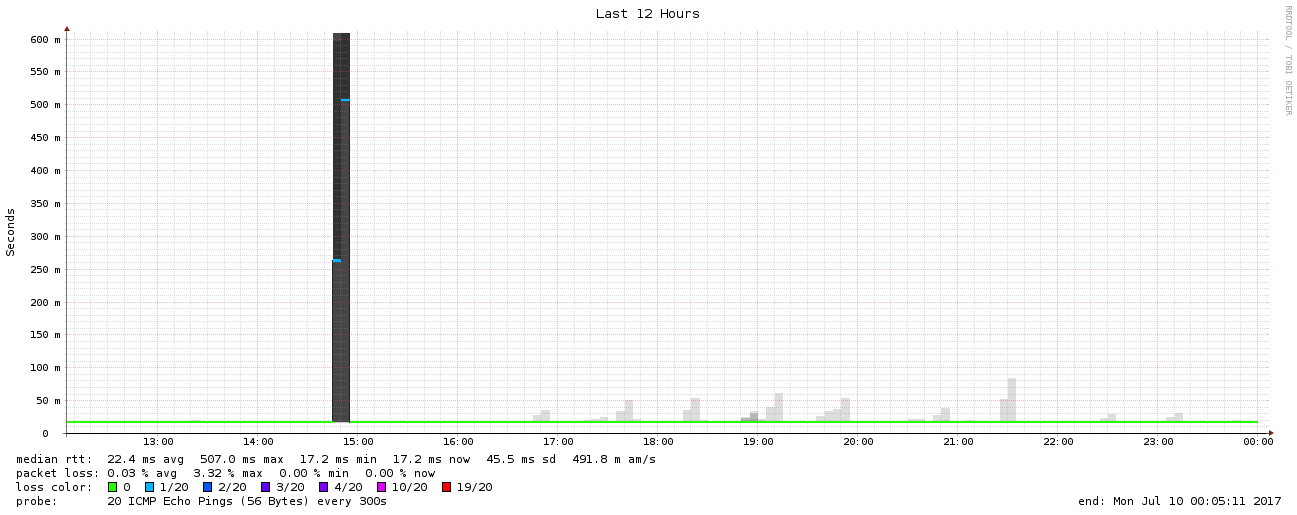 Last 12 Hours
RRDTOOL / TOBI OETIKER
Seconds
600 m
550 m
500 m
450 m
400 m
350 m
300 m
250 m
200 m
150 m
100 m
50 m
0
13:00 14:00 15:00 16:00 17:00 18:00 19:00 20:00 21:00 22:00 23:00 00:00
median rtt: 22.4 ms avg 507.0 ms max 17.2 ms min 17.2 ms now 45.5 ms sd 491.8 m am/s
packet loss: 0.03 % avg 3.32 % max 0.00 % min 0.00 % now
loss color: 0 1/20 2/20 3/20 4/20 10/20 19/20
probe: 20 ICMP Echo Pings (56 Bytes) every 300s end: Mon Jul 10 00:05:11 2017